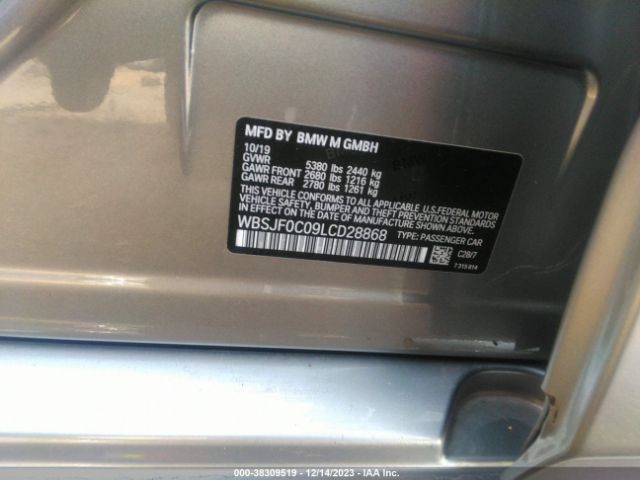 MFD BY BMW M GMBH
10/19
GVWR 5380 lbs 2440 kg
GAWR FRONT 2680 lbs 1216 kg
GAWR REAR 2780 lbs 1261 kg
THIS VEHICLE CONFORMS TO ALL APPLICABLE U.S.FEDERAL MOTOR
VEHICLE SAFETY, BUMPER AND THEFT PREVENTION STANDARDS
IN EFFECT ON THE DATE OF MANUFACTURE SHOWN ABOVE.
WBSJF0C09LCD28868 TYPE: PASSENGER CAR
C28/7
7 315 814
000-38309519 - 12/14/2023 - IAA Inc.